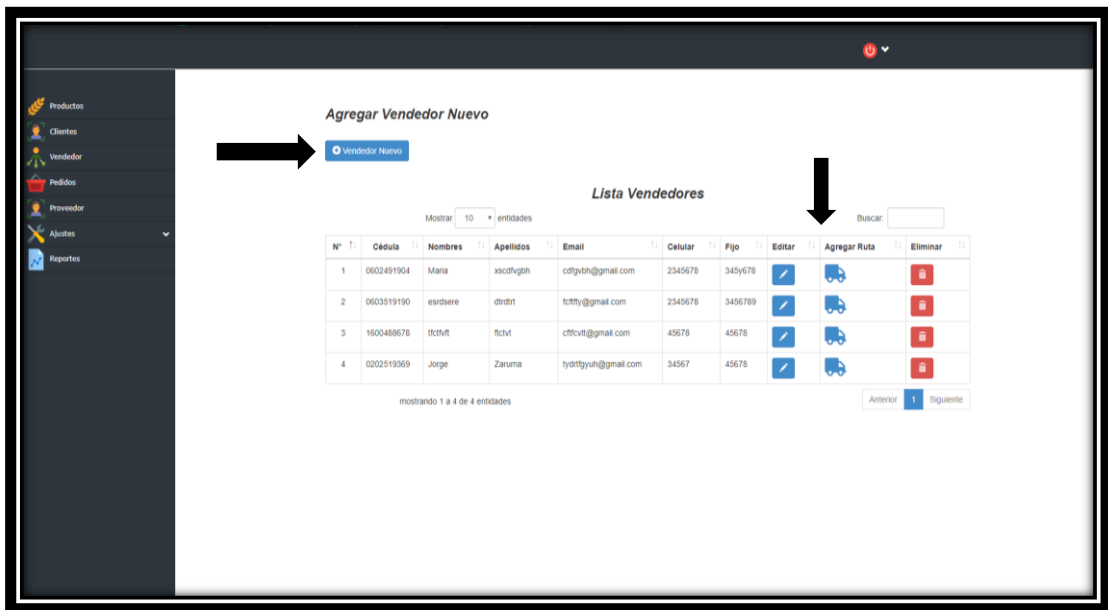 Productos
Clientes
Vendedor
Pedidos
Proveedor
Ajustes
Reportes
Agregar Vendedor Nuevo
Vendedor Nuevo
Lista Vendedores
Mostrar 10 entidades Buscar:
N° Cédula Nombres Apellidos Email Celular Fijo Editar Agregar Ruta Eliminar
1 0602491904 Maria xscdfvgbh cdfgvbh@gmail.com 2345678 345y678
2 0603519190 esrdsere dtrdtrt fcftfty@gmail.com 2345678 3456789
3 1600488678 tfctfvft ftctvt cftfcvtt@gmail.com 45678 45678
4 0202519369 Jorge Zaruma tydrtfgyuh@gmail.com 34567 45678
mostrando 1 a 4 de 4 entidades Anterior 1 Siguiente